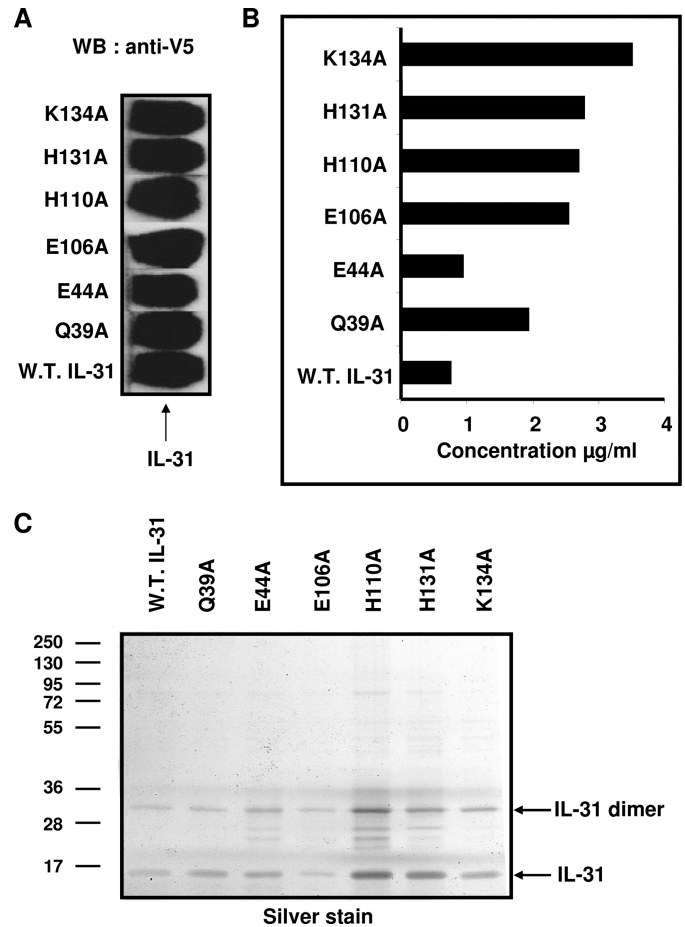 A
WB : anti-V5
K134A
H131A
H110A
E106A
E44A
Q39A
W.T. IL-31
IL-31
B
K134A
H131A
H110A
E106A
E44A
Q39A
W.T. IL-31
0 1 2 3 4
Concentration µg/ml
C
W.T. IL-31
Q39A
E44A
E106A
H110A
H131A
K134A
250
130
95
72
55
36
28
17
IL-31 dimer
IL-31
Silver stain